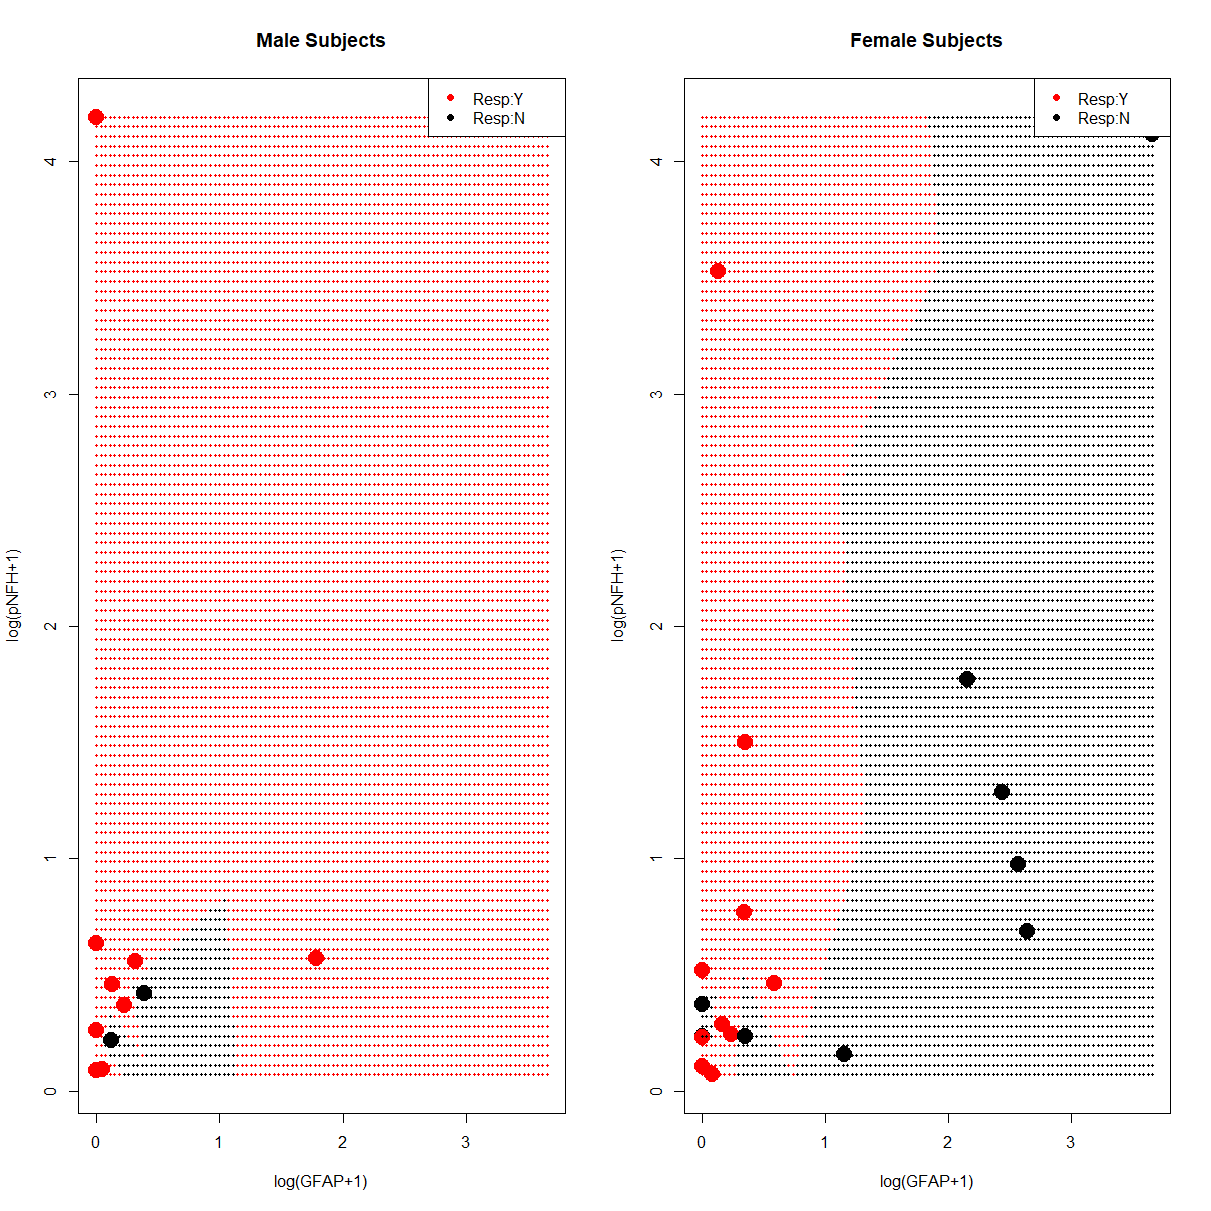 Male Subjects
Resp:Y
Resp:N
4
3
2
1
0
log(pNFH+1)
0 1 2 3
log(GFAP+1)
Female Subjects
Resp:Y
Resp:N
4
3
2
1
0
log(pNFH+1)
0 1 2 3
log(GFAP+1)